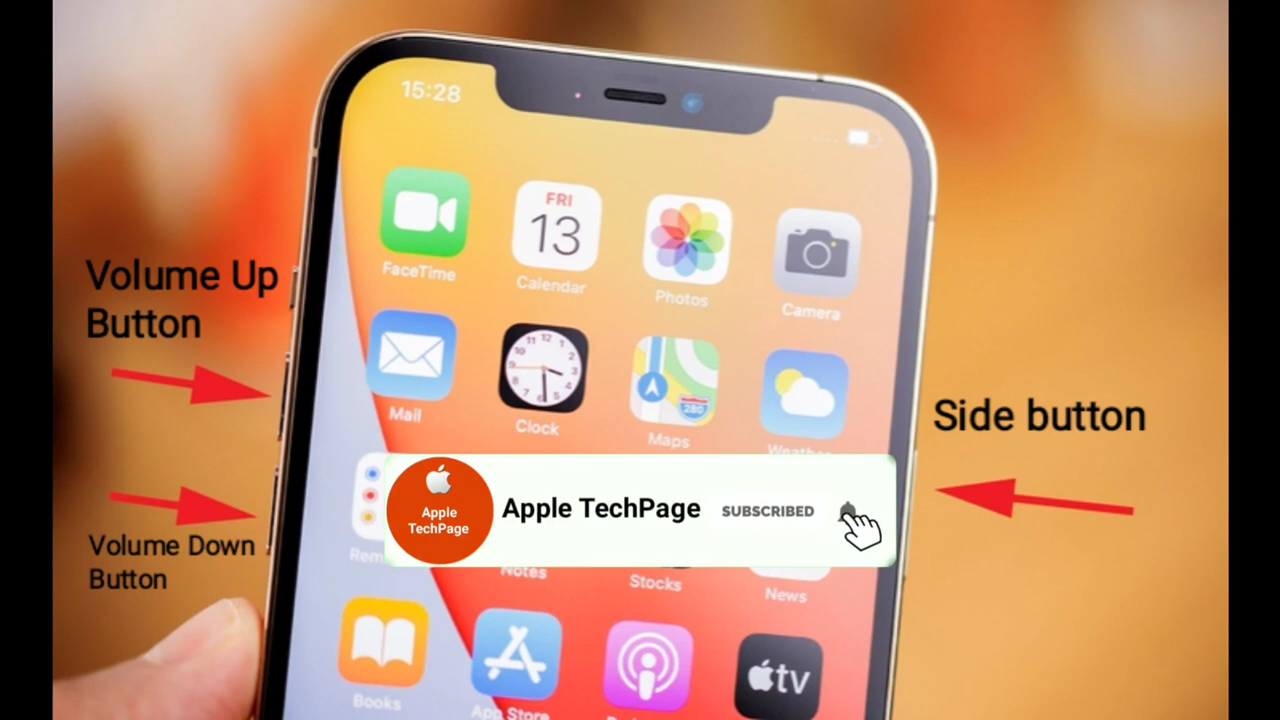 15:28
FRI
13
FaceTime
Calendar
Photos
Camera
Volume Up
Button
Mail
Clock
Maps
280
Side button
Apple
TechPage
Apple TechPage
SUBSCRIBED
Volume Down
Button
Notes
Stocks
News
Books
App Store
tv